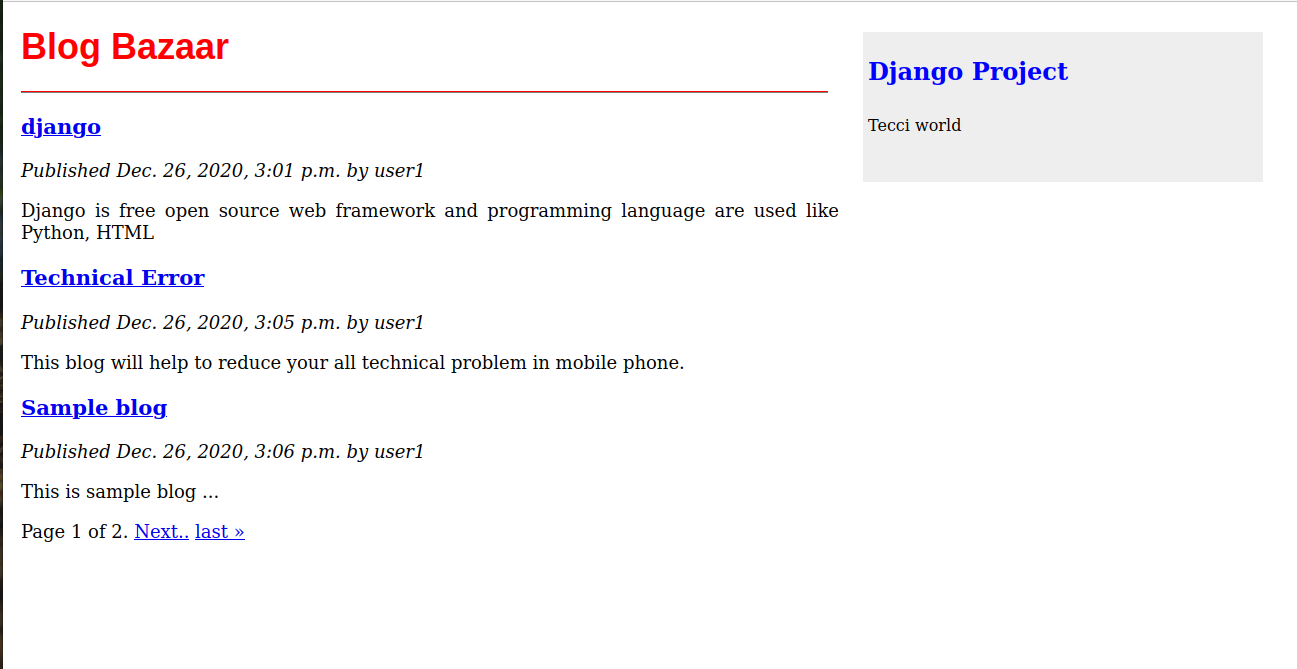 Blog Bazaar
django
Published Dec. 26, 2020, 3:01 p.m. by user1
Django is free open source web framework and programming language are used like
Python, HTML
Technical Error
Published Dec. 26, 2020, 3:05 p.m. by user1
This blog will help to reduce your all technical problem in mobile phone.
Sample blog
Published Dec. 26, 2020, 3:06 p.m. by user1
This is sample blog ...
Page 1 of 2. Next.. last »
Django Project
Tecci world